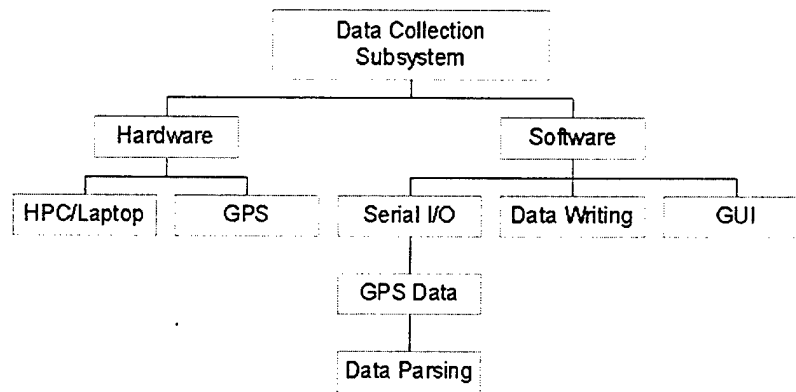 Data Collection
Subsystem
Hardware
Software
HPC/Laptop
GPS
Serial I/O
Data Writing
GUI
GPS Data
Data Parsing